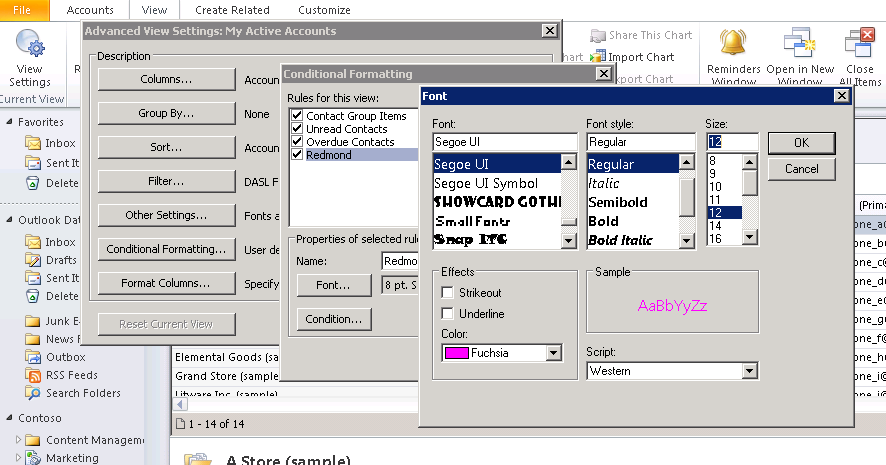 File Accounts View Create Related Customize
View Settings
Current View
Share This Related
Import Chart
Export Chart
Reminders Window
Open in New Window
Close All Items
Favorites
Inbox
Sent It
Delete
Outlook Dat
Inbox
Drafts
Sent It
Delete
Junk E
News F
Outbox
RSS Feeds
Search Folders
Contoso
Content Managem
Marketing
Advanced View Settings: My Active Accounts
Description
Columns... Accoun
Group By... None
Sort... Accoun
Filter... DASL F
Other Settings... Fonts a
Conditional Formatting... User de
Format Columns... Specify
Reset Current View
Conditional Formatting
Rules for this view:
Contact Group Items
Unread Contacts
Overdue Contacts
Redmond
Properties of selected rule
Name: Redmo
Font... 8 pt. S
Condition...
Font
Font: Font style: Size:
Segoe UI Regular 12
OK
Cancel
Segoe UI
Segoe UI Symbol
SHOWCARD GOTHI
Small Fonts
Snap ITC
Regular
Italic
Semibold
Bold
Bold Italic
8
9
10
11
12
14
16
Effects
Strikeout
Underline
Color:
Fuchsia
Sample
AaBbYyZz
Script:
Western
(Prima
one_a@
one_b@
one_c@
one_d@
one_e@
one_g@
one_f@
one_h@
one_i@
one_j@
Elemental Goods (sa
Grand Store (sample)
Litware Inc. (sample)
1 - 14 of 14
A Store (sample)